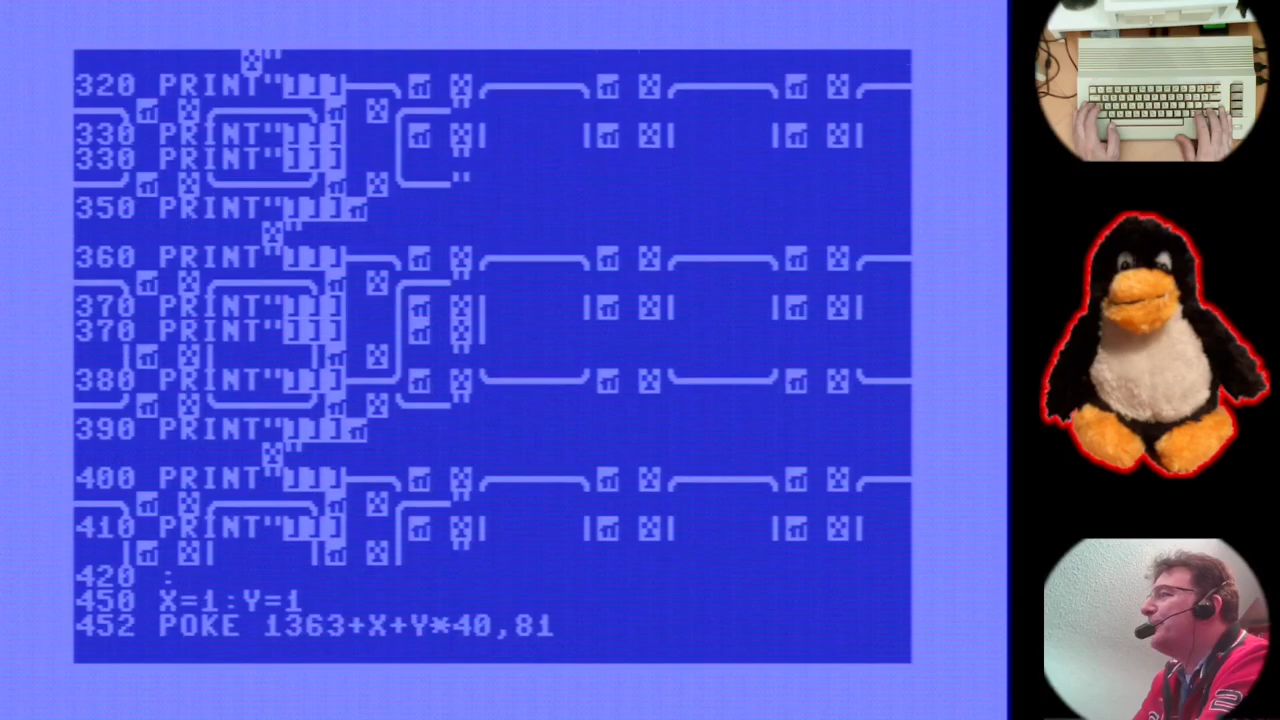 320 PRINT"
330 PRINT"
330 PRINT"
350 PRINT"
360 PRINT"
370 PRINT"
370 PRINT"
380 PRINT"
390 PRINT"
400 PRINT"
410 PRINT"
420 :
450 X=1:Y=1
452 POKE 1363+X+Y*40,81